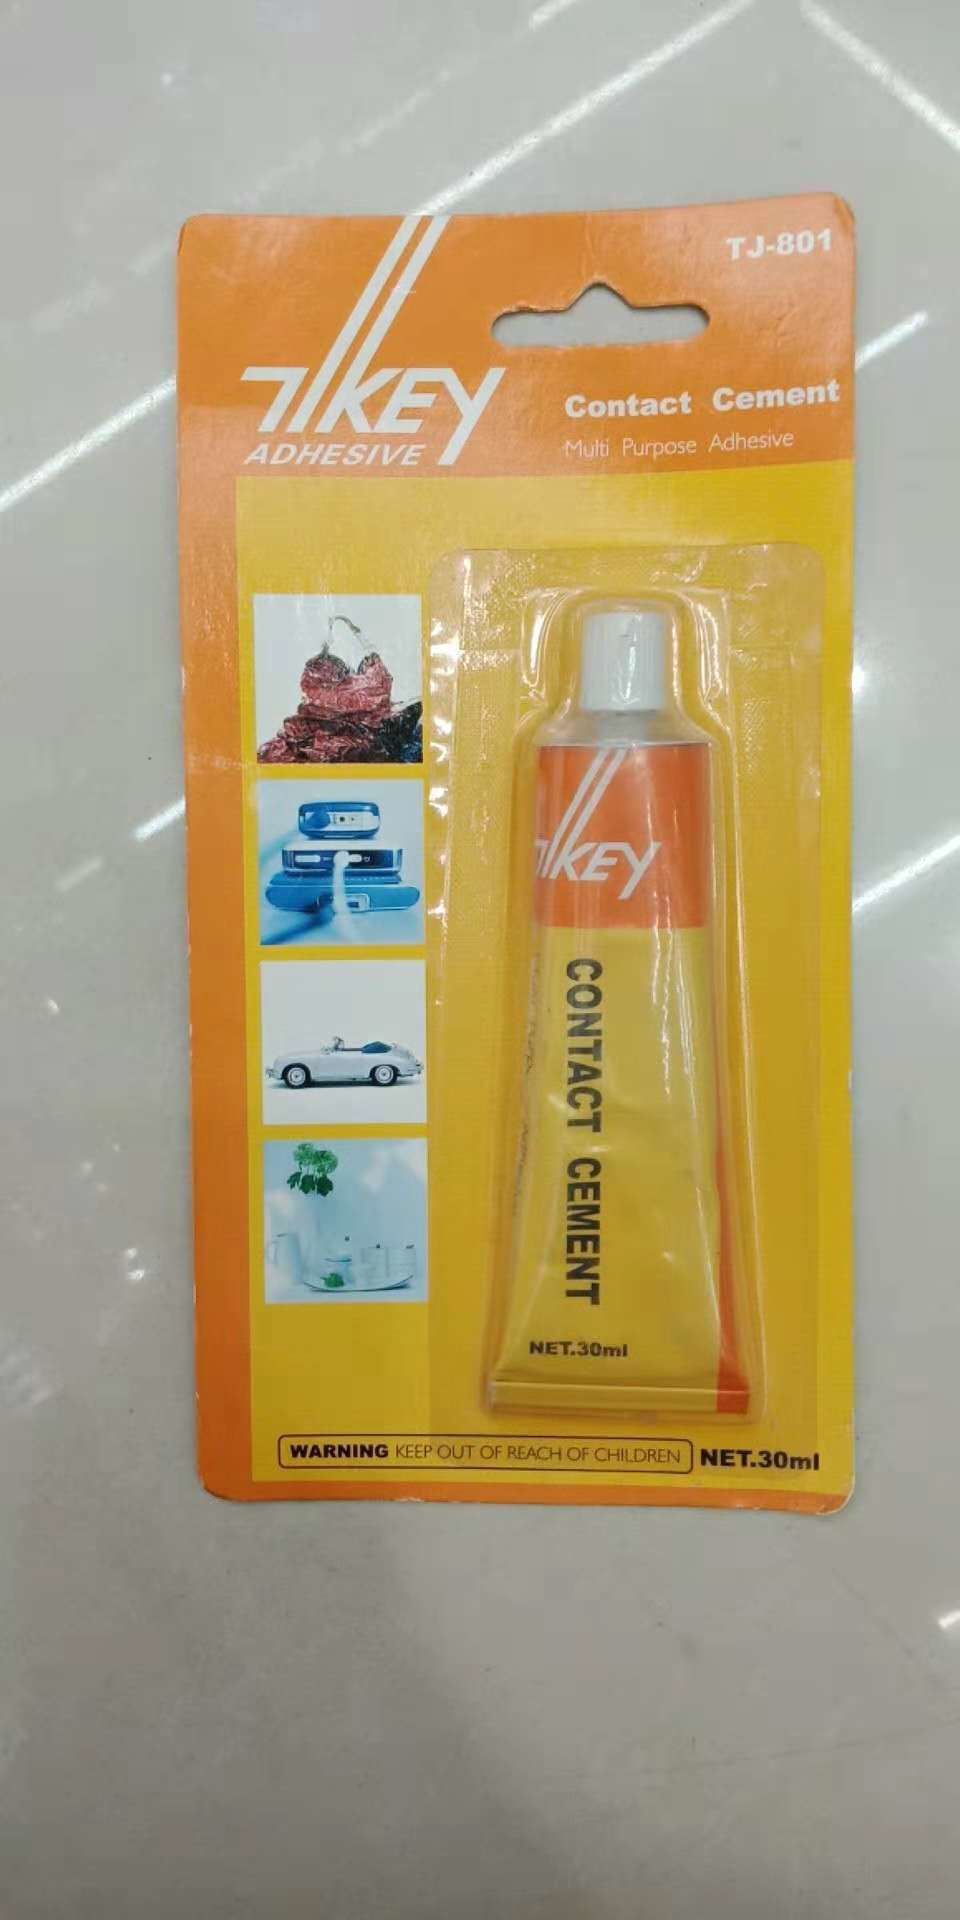 TJ-801
7KEY
ADHESIVE
Contact Cement
Multi Purpose Adhesive
7KEY
CONTACT CEMENT
NET.30ml
WARNING KEEP OUT OF REACH OF CHILDREN
NET.30ml